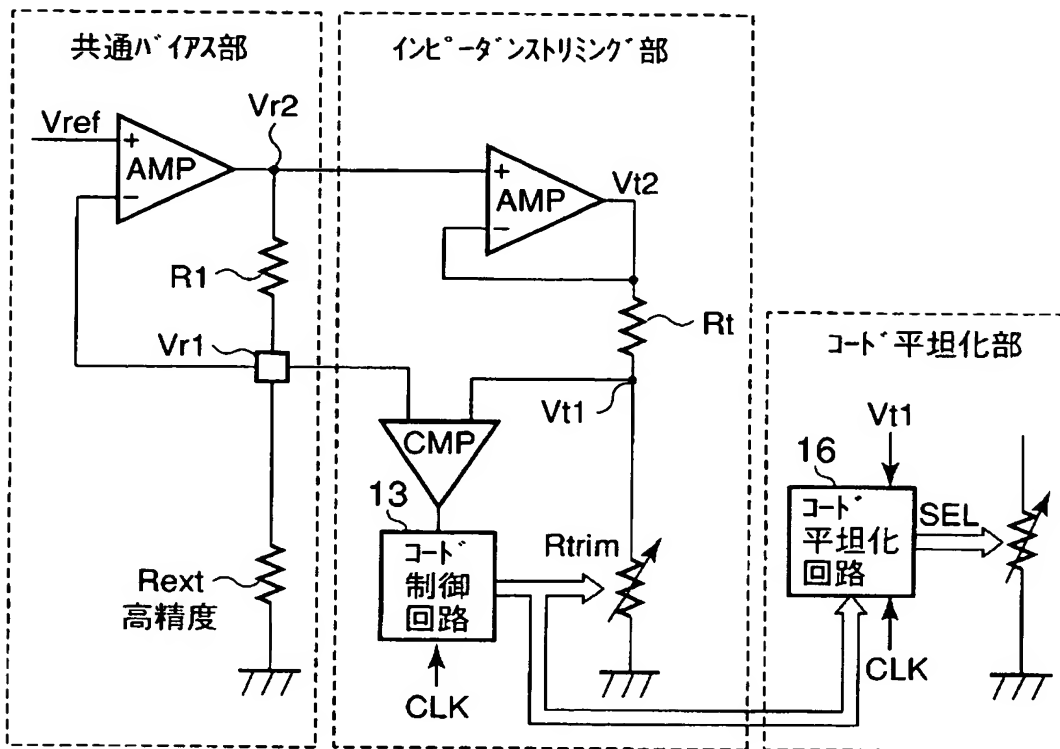 共通バイアス部
Vref
+
AMP
−
Vr2
R1
Vr1
Rext
高精度
インピーダンストリミング部
+
AMP
−
Vt2
Rt
Vt1
CMP
13
コード
制御
回路
Rtrim
CLK
コード平坦化部
Vt1
16
コード
平坦化
回路
SEL
CLK